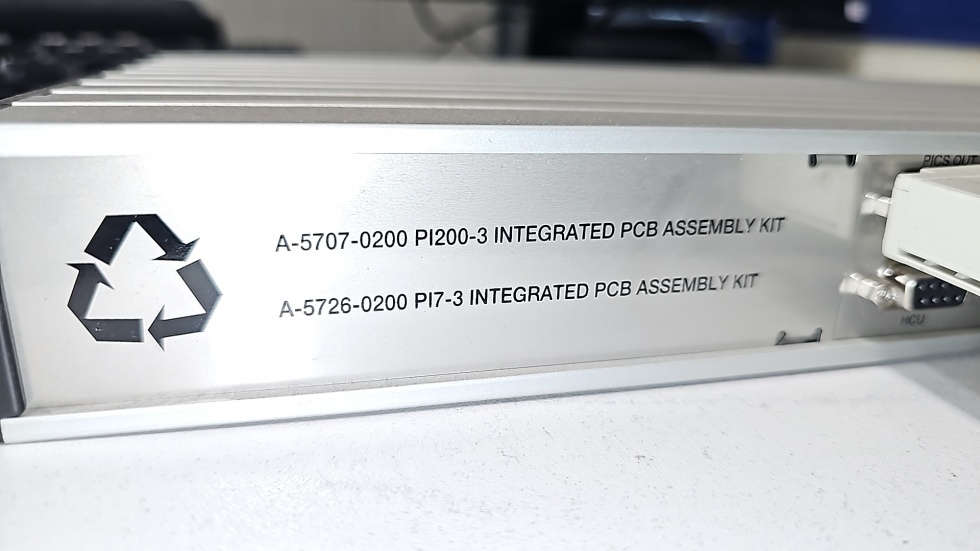 PICS OUT
A-5707-0200 PI200-3 INTEGRATED PCB ASSEMBLY KIT
A-5726-0200 PI7-3 INTEGRATED PCB ASSEMBLY KIT
HCU